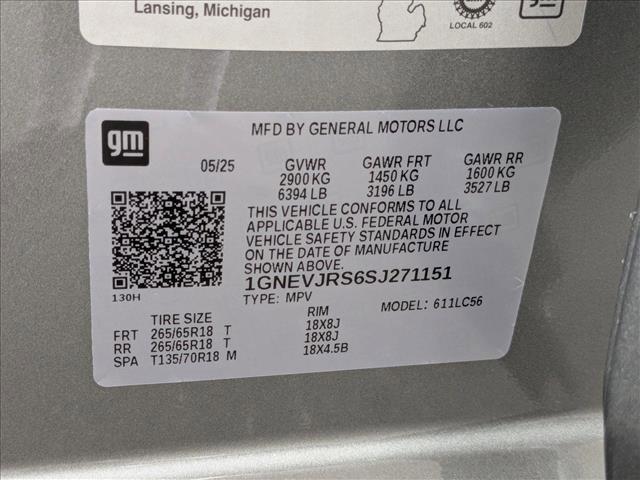 Lansing, Michigan
LOCAL 602
gm
gm
MFD BY GENERAL MOTORS LLC
05/25 GVWR GAWR FRT GAWR RR
2900 KG 1450 KG 1600 KG
6394 LB 3196 LB 3527 LB
THIS VEHICLE CONFORMS TO ALL
APPLICABLE U.S. FEDERAL MOTOR
VEHICLE SAFETY STANDARDS IN EFFECT
ON THE DATE OF MANUFACTURE
SHOWN ABOVE.
130H
1GNEVJRS6SJ271151
TYPE: MPV MODEL: 611LC56
TIRE SIZE RIM
FRT 265/65R18 T 18X8J
RR 265/65R18 T 18X8J
SPA T135/70R18 M 18X4.5B